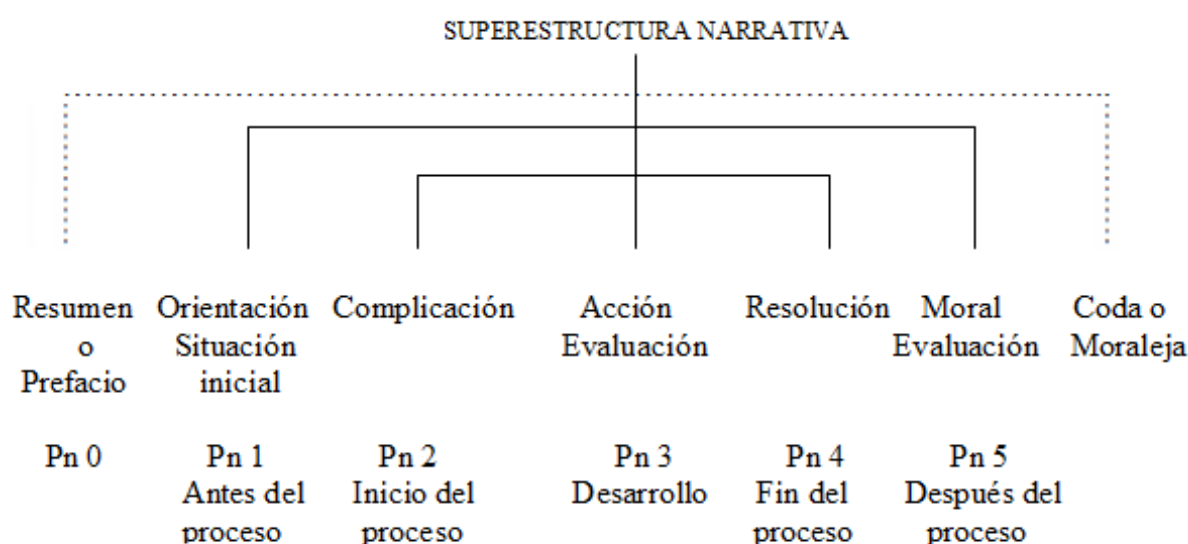 SUPERESTRUCTURA NARRATIVA
Resumen Orientación Complicación Acción Resolución Moral Coda o
o Situación Evaluación Evaluación Moraleja
Prefacio inicial
Pn 0 Pn 1 Pn 2 Pn 3 Pn 4 Pn 5
Antes del Inicio del Desarrollo Fin del Después del
proceso proceso proceso proceso